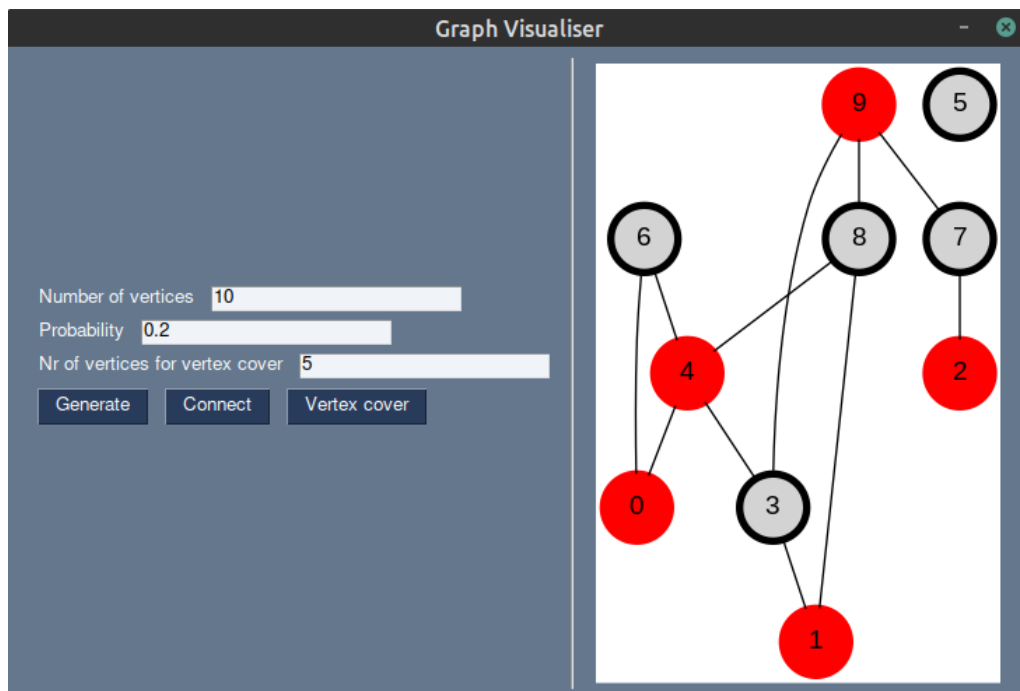 Graph Visualiser
Number of vertices 10
Probability 0.2
Nr of vertices for vertex cover 5
Generate Connect Vertex cover
9 5
6 8 7
4 2
0 3
1